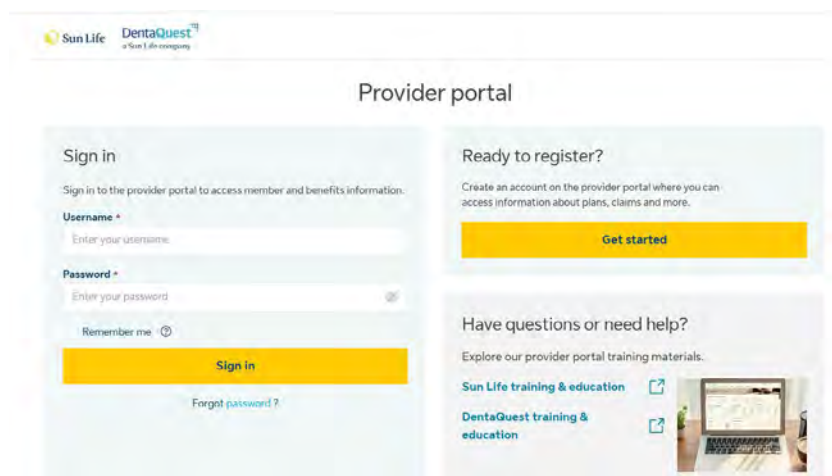 Sun Life
DentaQuest
a Sun Life company
Provider portal
Sign in
Sign in to the provider portal to access member and benefits information.
Username *
Enter your username
Password *
Enter your password
Remember me
Sign in
Forgot password ?
Ready to register?
Create an account on the provider portal where you can
access information about plans, claims and more.
Get started
Have questions or need help?
Explore our provider portal training materials.
Sun Life training & education
DentaQuest training &
education